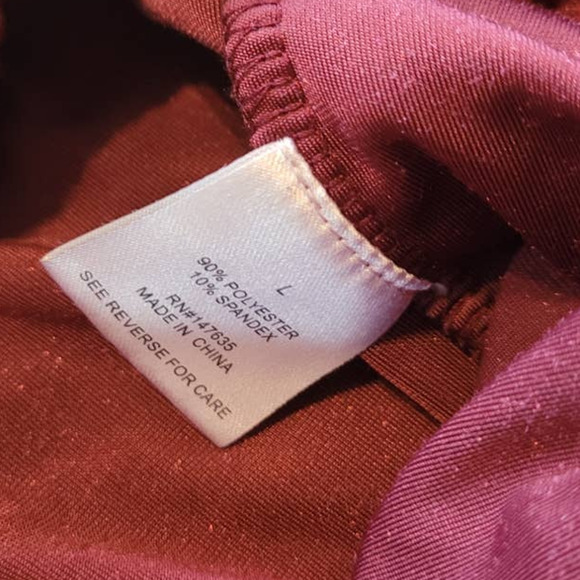 L
90% POLYESTER
10% SPANDEX
RN#147635
MADE IN CHINA
SEE REVERSE FOR CARE